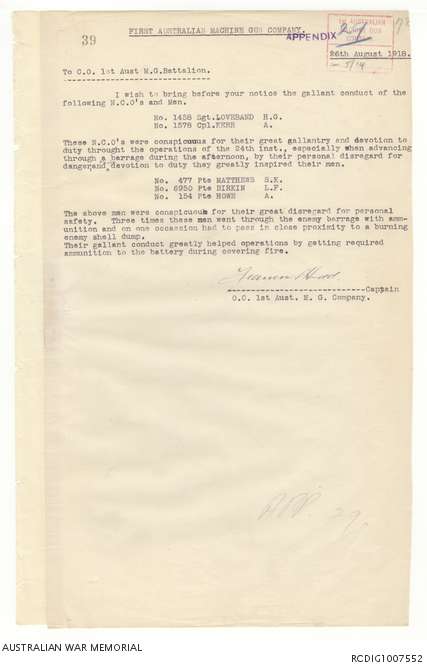 39
FIRST AUSTRALIAN MACHINE GUN COMPANY.
APPENDIX
1st AUSTRALIAN
26th August 1918.
To C.O. 1st Aust M.G.Battalion.
I wish to bring before your notice the gallant conduct of the
following N.C.O's and Men.
No. 1458 Sgt.LOVEBAND H.G.
No. 1578 Cpl.KERR A.
These N.C.O's were conspicuous for their great gallantry and devotion to
duty throught the operations of the 24th inst., especially when advancing
through a barrage during the afternoon, by their personal disregard for
danger and devotion to duty they greatly inspired their men.
No. 477 Pte MATTHEWS S.K.
No. 6950 Pte BIRKIN L.F.
No. 154 Pte HOWE A.
The above men were conspicuous for their great disregard for personal
safety. Three times these men went through the enemy barrage with amm-
unition and on one occassion had to pass in close proximity to a burning
enemy shell dump.
Their gallant conduct greatly helped operations by getting required
ammunition to the battery during covering fire.
Captain
O.C. 1st Aust. M. G. Company.
AUSTRALIAN WAR MEMORIAL
RCDIG1007552